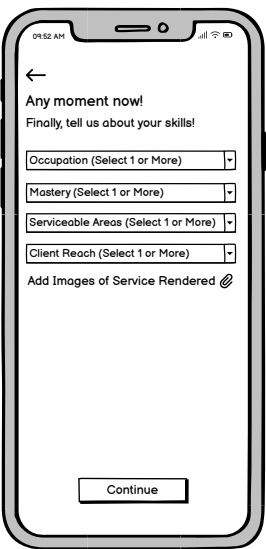 09:52 AM
Any moment now!
Finally, tell us about your skills!
Occupation (Select 1 or More)
Mastery (Select 1 or More)
Serviceable Areas (Select 1 or More)
Client Reach (Select 1 or More)
Add Images of Service Rendered
Continue